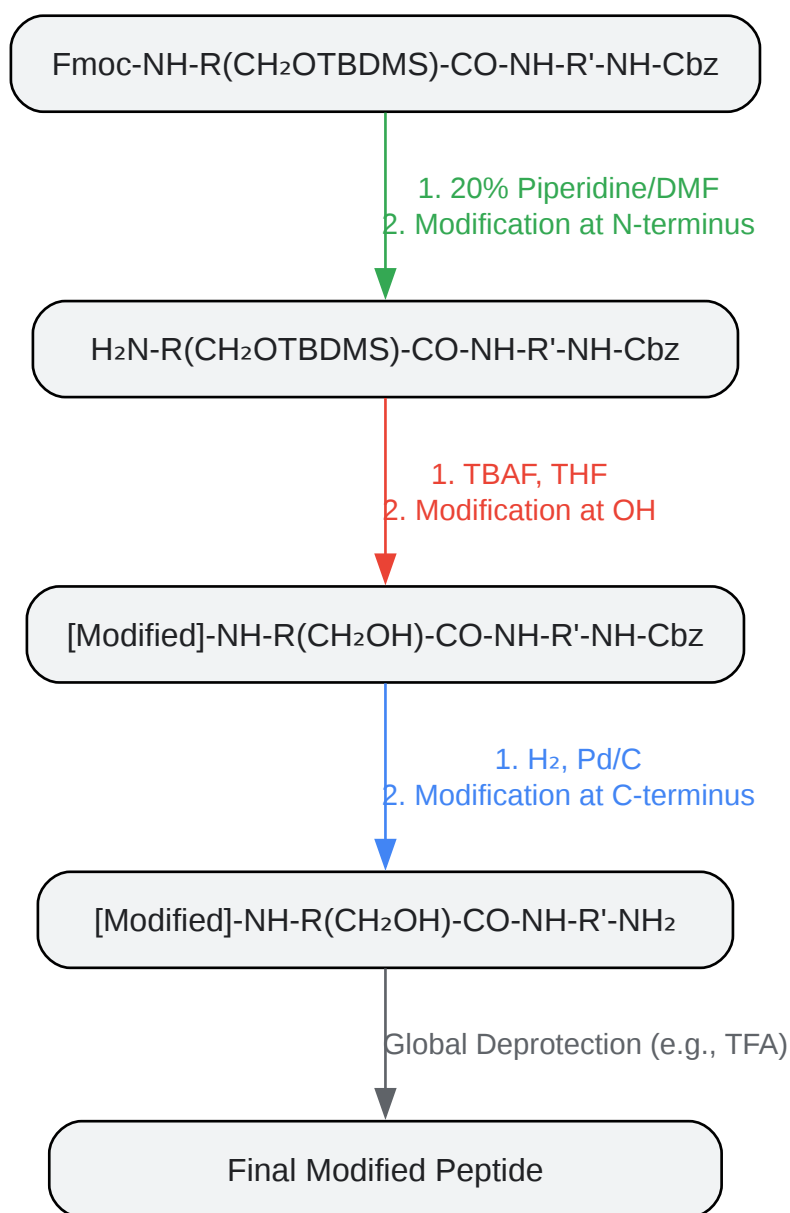 Fmoc-NH-R(CH₂OTBDMS)-CO-NH-R'-NH-Cbz
1. 20% Piperidine/DMF
2. Modification at N-terminus
H₂N-R(CH₂OTBDMS)-CO-NH-R'-NH-Cbz
1. TBAF, THF
2. Modification at OH
[Modified]-NH-R(CH₂OH)-CO-NH-R'-NH-Cbz
1. H₂, Pd/C
2. Modification at C-terminus
[Modified]-NH-R(CH₂OH)-CO-NH-R'-NH₂
Global Deprotection (e.g., TFA)
Final Modified Peptide